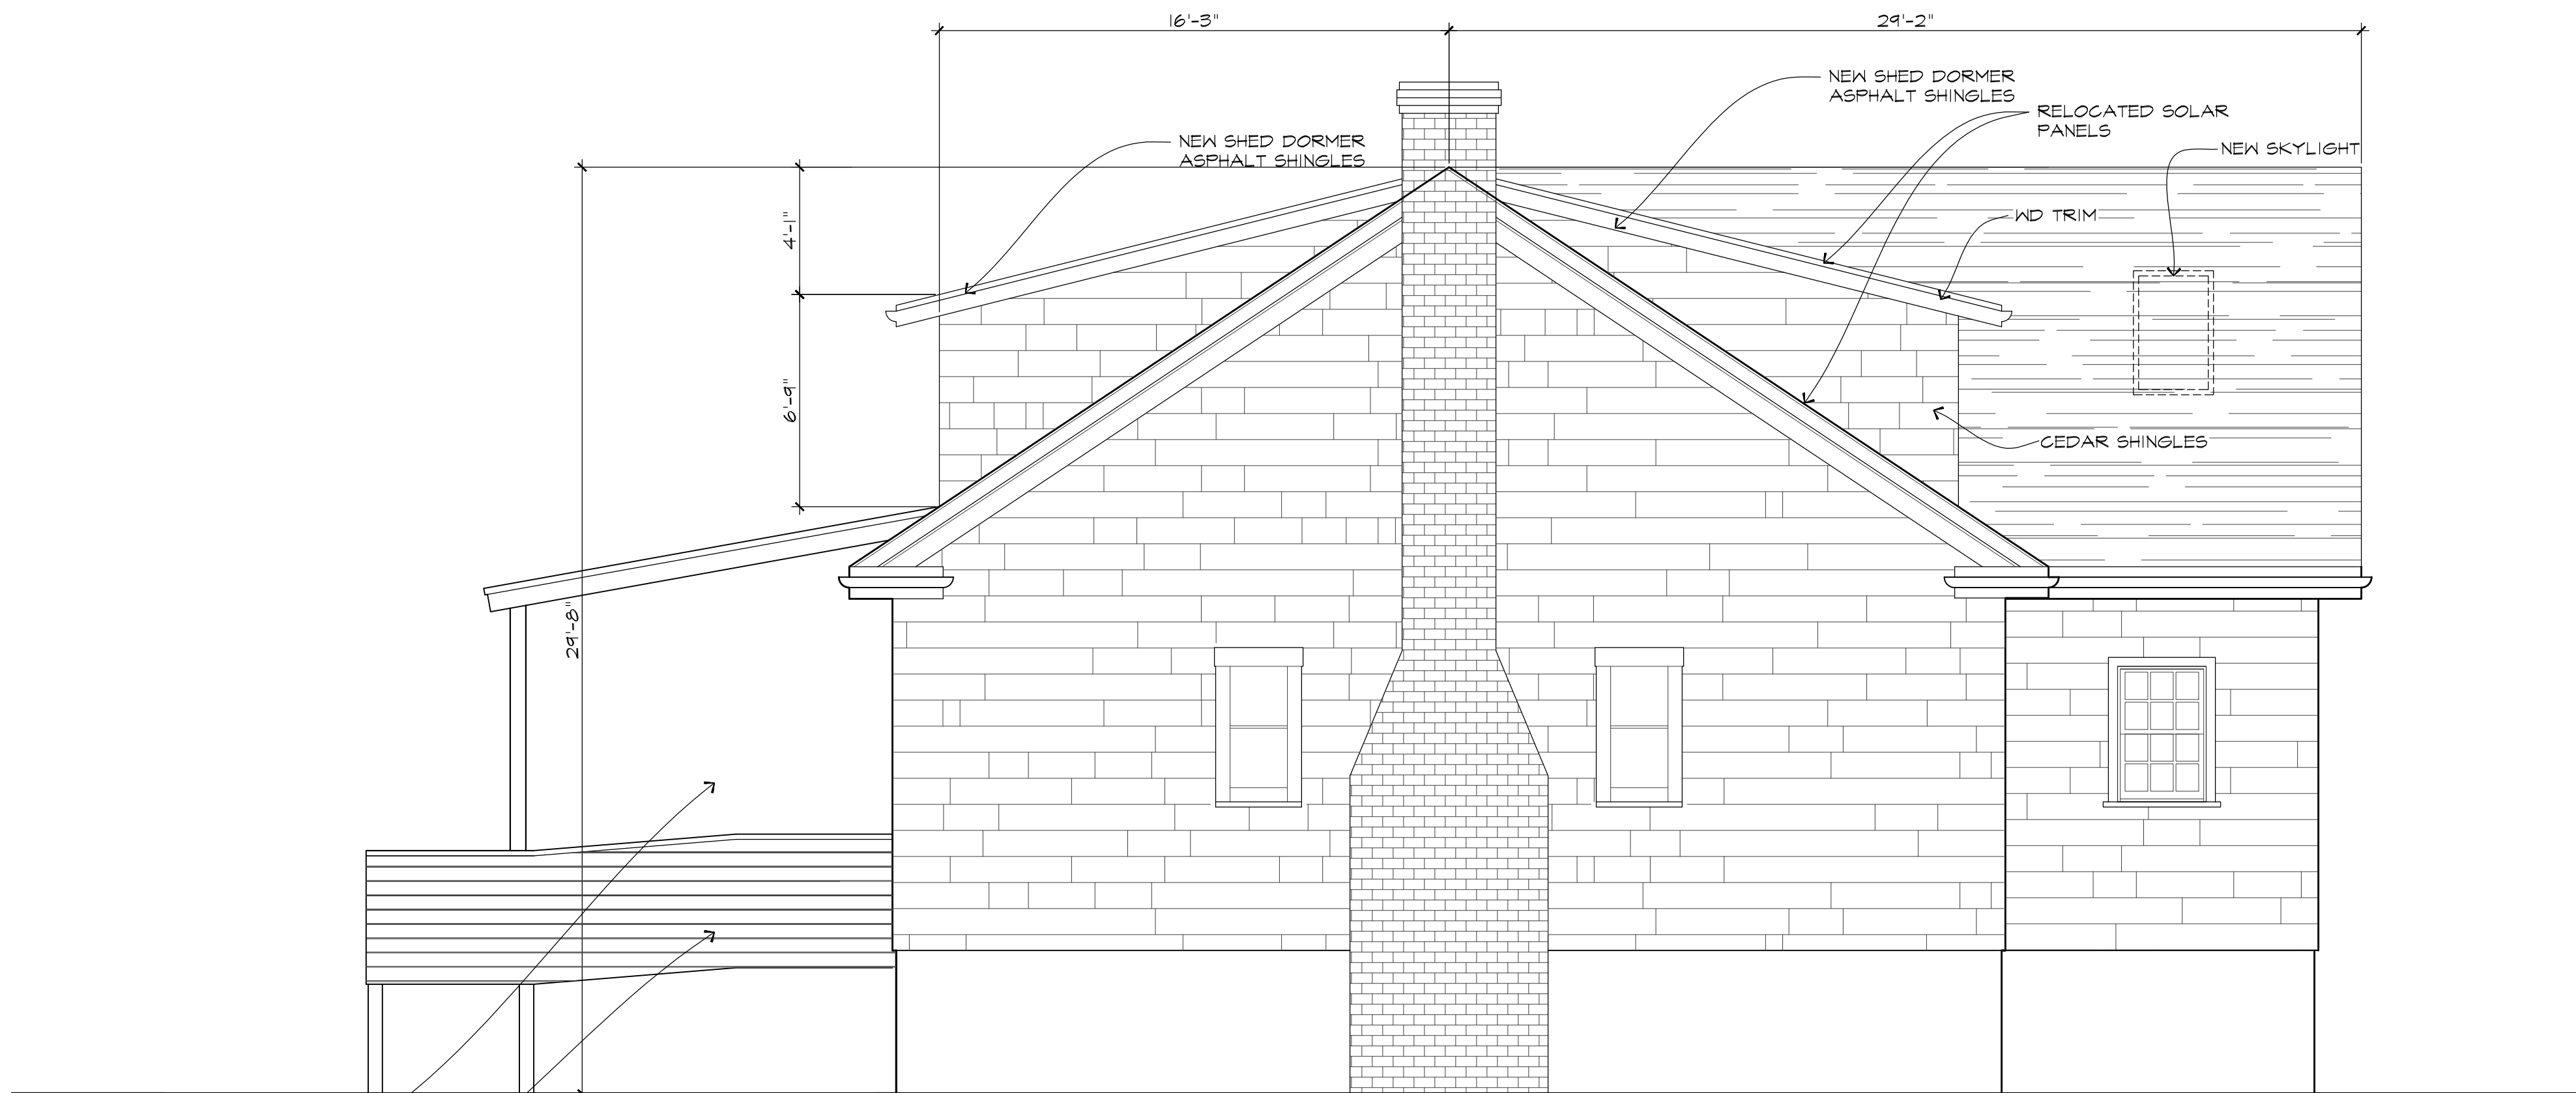 16'-3"
29'-2"
NEW SHED DORMER
ASPHALT SHINGLES
RELOCATED SOLAR
PANELS
NEW SHED DORMER
ASPHALT SHINGLES
NEW SKYLIGHT
4'-1"
WD TRIM
6'-9"
CEDAR SHINGLES
29'-8"